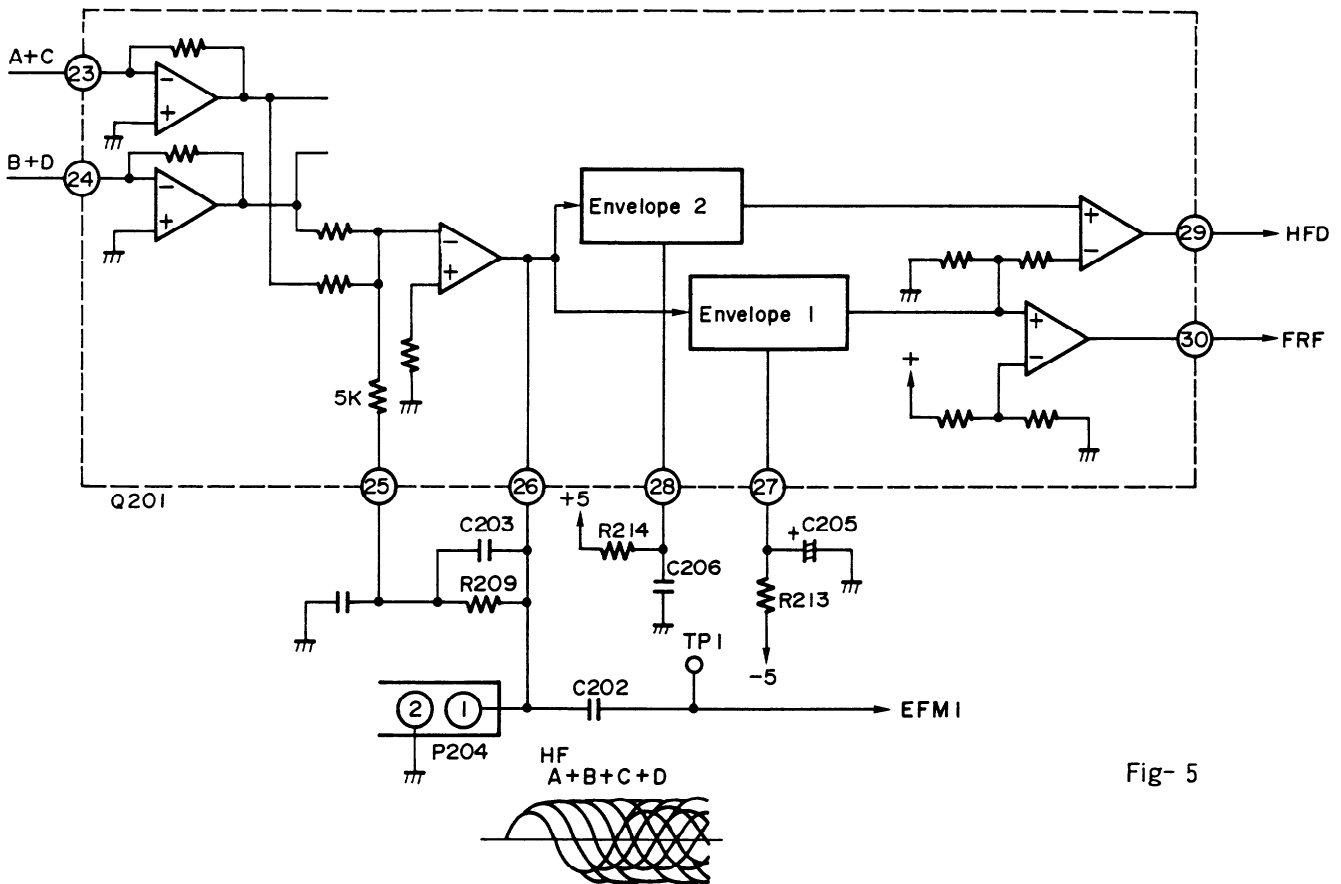 A+C
23
B+D
24
Envelope 2
29
HFD
Envelope 1
30
FRF
+
5K
25
26
28
27
Q201
+5
R214
C203
C206
+
C205
R209
R213
-5
TP1
C202
2
1
EFM1
P204
HF
A+B+C+D
Fig- 5